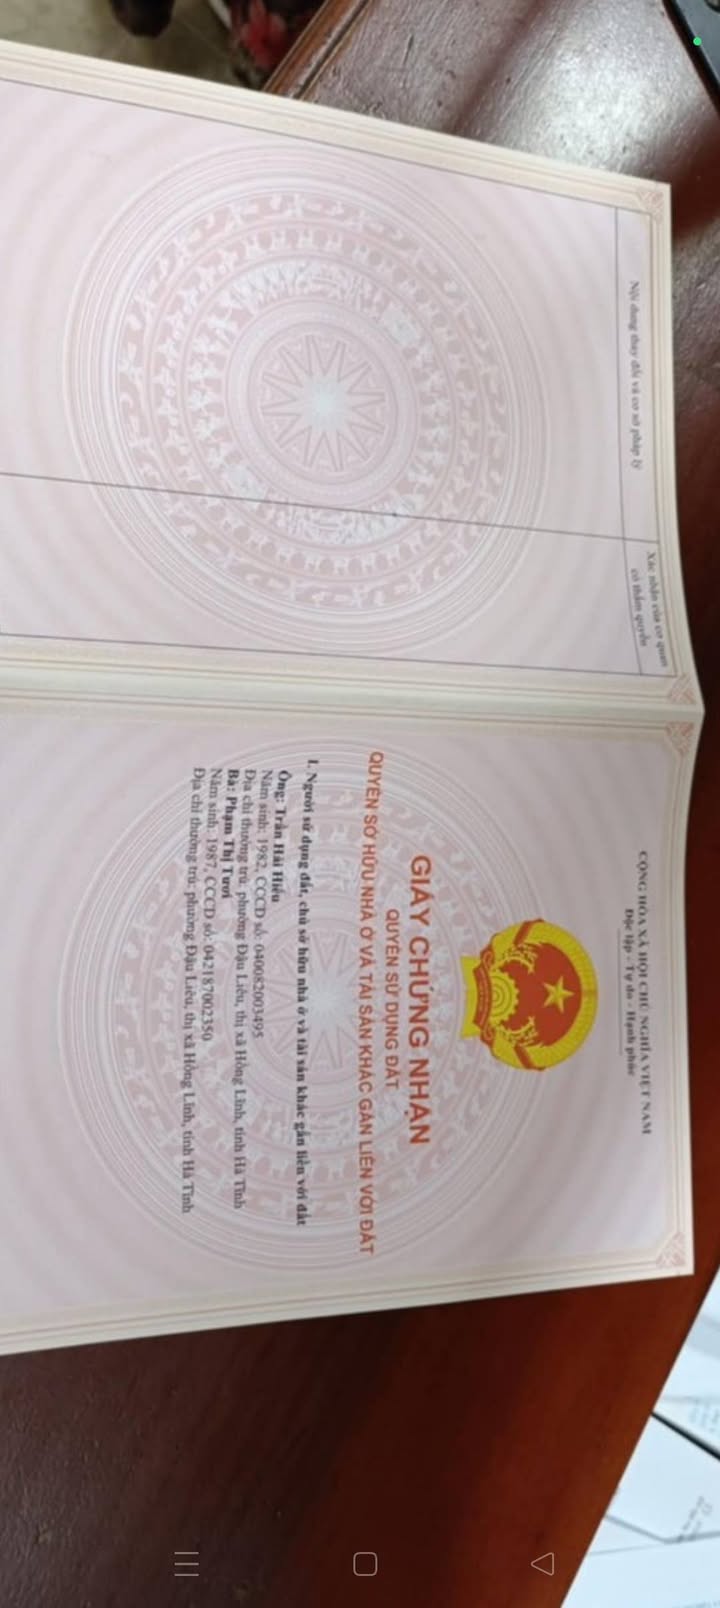 Nội dung thay đổi và cơ sở pháp lý
Xác nhận của cơ quan
có thẩm quyền
CỘNG HÒA XÃ HỘI CHỦ NGHĨA VIỆT NAM
Độc lập - Tự do - Hạnh phúc
GIẤY CHỨNG NHẬN
QUYỀN SỬ DỤNG ĐẤT
QUYỀN SỞ HỮU NHÀ Ở VÀ TÀI SẢN KHÁC GẮN LIỀN VỚI ĐẤT
I. Người sử dụng đất, chủ sở hữu nhà ở và tài sản khác gắn liền với đất
Ông: Trần Hải Hiếu
Năm sinh: 1982, CCCD số: 040082003495
Địa chỉ thường trú: phường Đậu Liêu, thị xã Hồng Lĩnh, tỉnh Hà Tĩnh
Bà: Phạm Thị Tươi
Năm sinh: 1987, CCCD số: 042187002350
Địa chỉ thường trú: phường Đậu Liêu, thị xã Hồng Lĩnh, tỉnh Hà Tĩnh